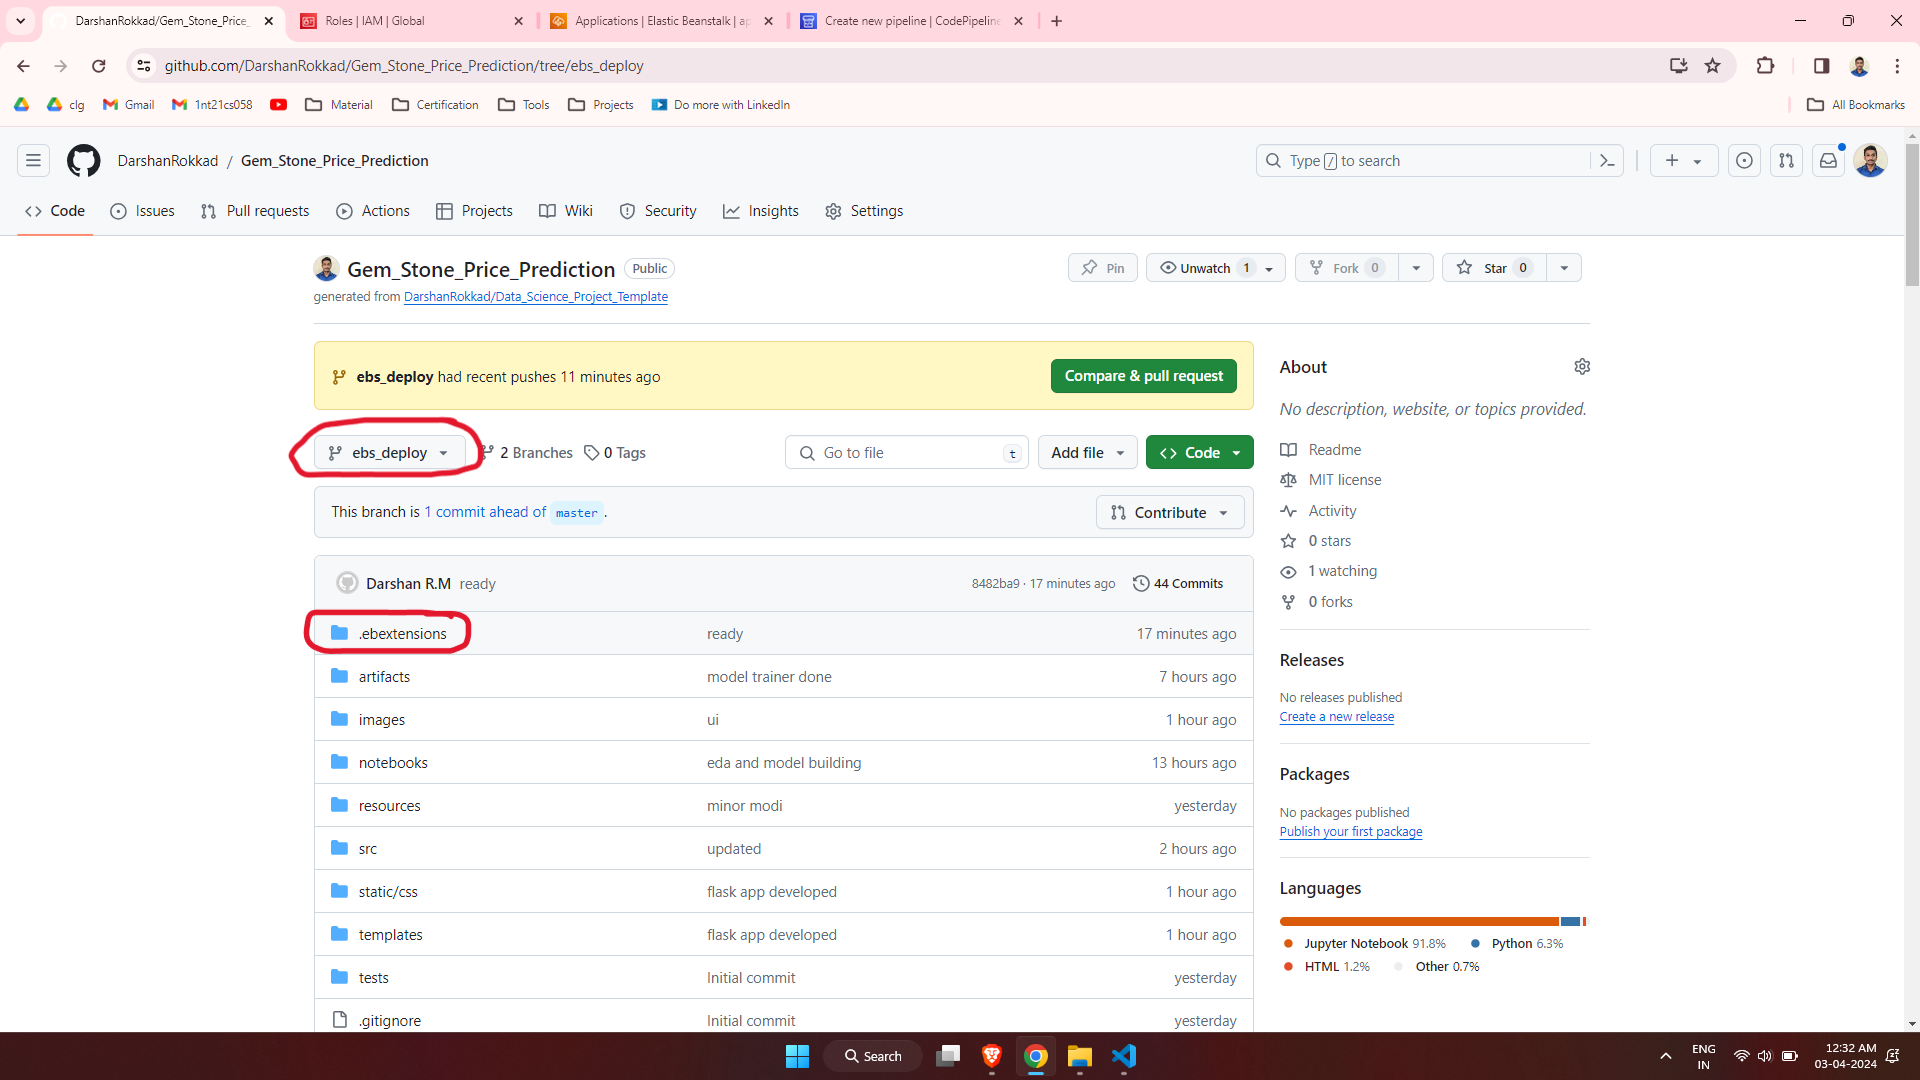 DarshanRokkad/Gem_Stone_Price_
Roles | IAM | Global
Applications | Elastic Beanstalk | ap
Create new pipeline | CodePipeline
github.com/DarshanRokkad/Gem_Stone_Price_Prediction/tree/ebs_deploy
clg
Gmail
1nt21cs058
Material
Certification
Tools
Projects
Do more with LinkedIn
All Bookmarks
DarshanRokkad / Gem_Stone_Price_Prediction
Type / to search
Code
Issues
Pull requests
Actions
Projects
Wiki
Security
Insights
Settings
Gem_Stone_Price_Prediction Public
Pin
Unwatch 1
Fork 0
Star 0
generated from DarshanRokkad/Data_Science_Project_Template
ebs_deploy had recent pushes 11 minutes ago
Compare & pull request
ebs_deploy
2 Branches
0 Tags
Go to file t
Add file
Code
This branch is 1 commit ahead of master .
Contribute
Darshan R.M ready 8482ba9 · 17 minutes ago 44 Commits
.ebextensions ready 17 minutes ago
artifacts model trainer done 7 hours ago
images ui 1 hour ago
notebooks eda and model building 13 hours ago
resources minor modi yesterday
src updated 2 hours ago
static/css flask app developed 1 hour ago
templates flask app developed 1 hour ago
tests Initial commit yesterday
.gitignore Initial commit yesterday
About
No description, website, or topics provided.
Readme
MIT license
Activity
0 stars
1 watching
0 forks
Releases
No releases published
Create a new release
Packages
No packages published
Publish your first package
Languages
Jupyter Notebook 91.8% Python 6.3%
HTML 1.2% Other 0.7%
Search
ENG
IN
12:32 AM
03-04-2024